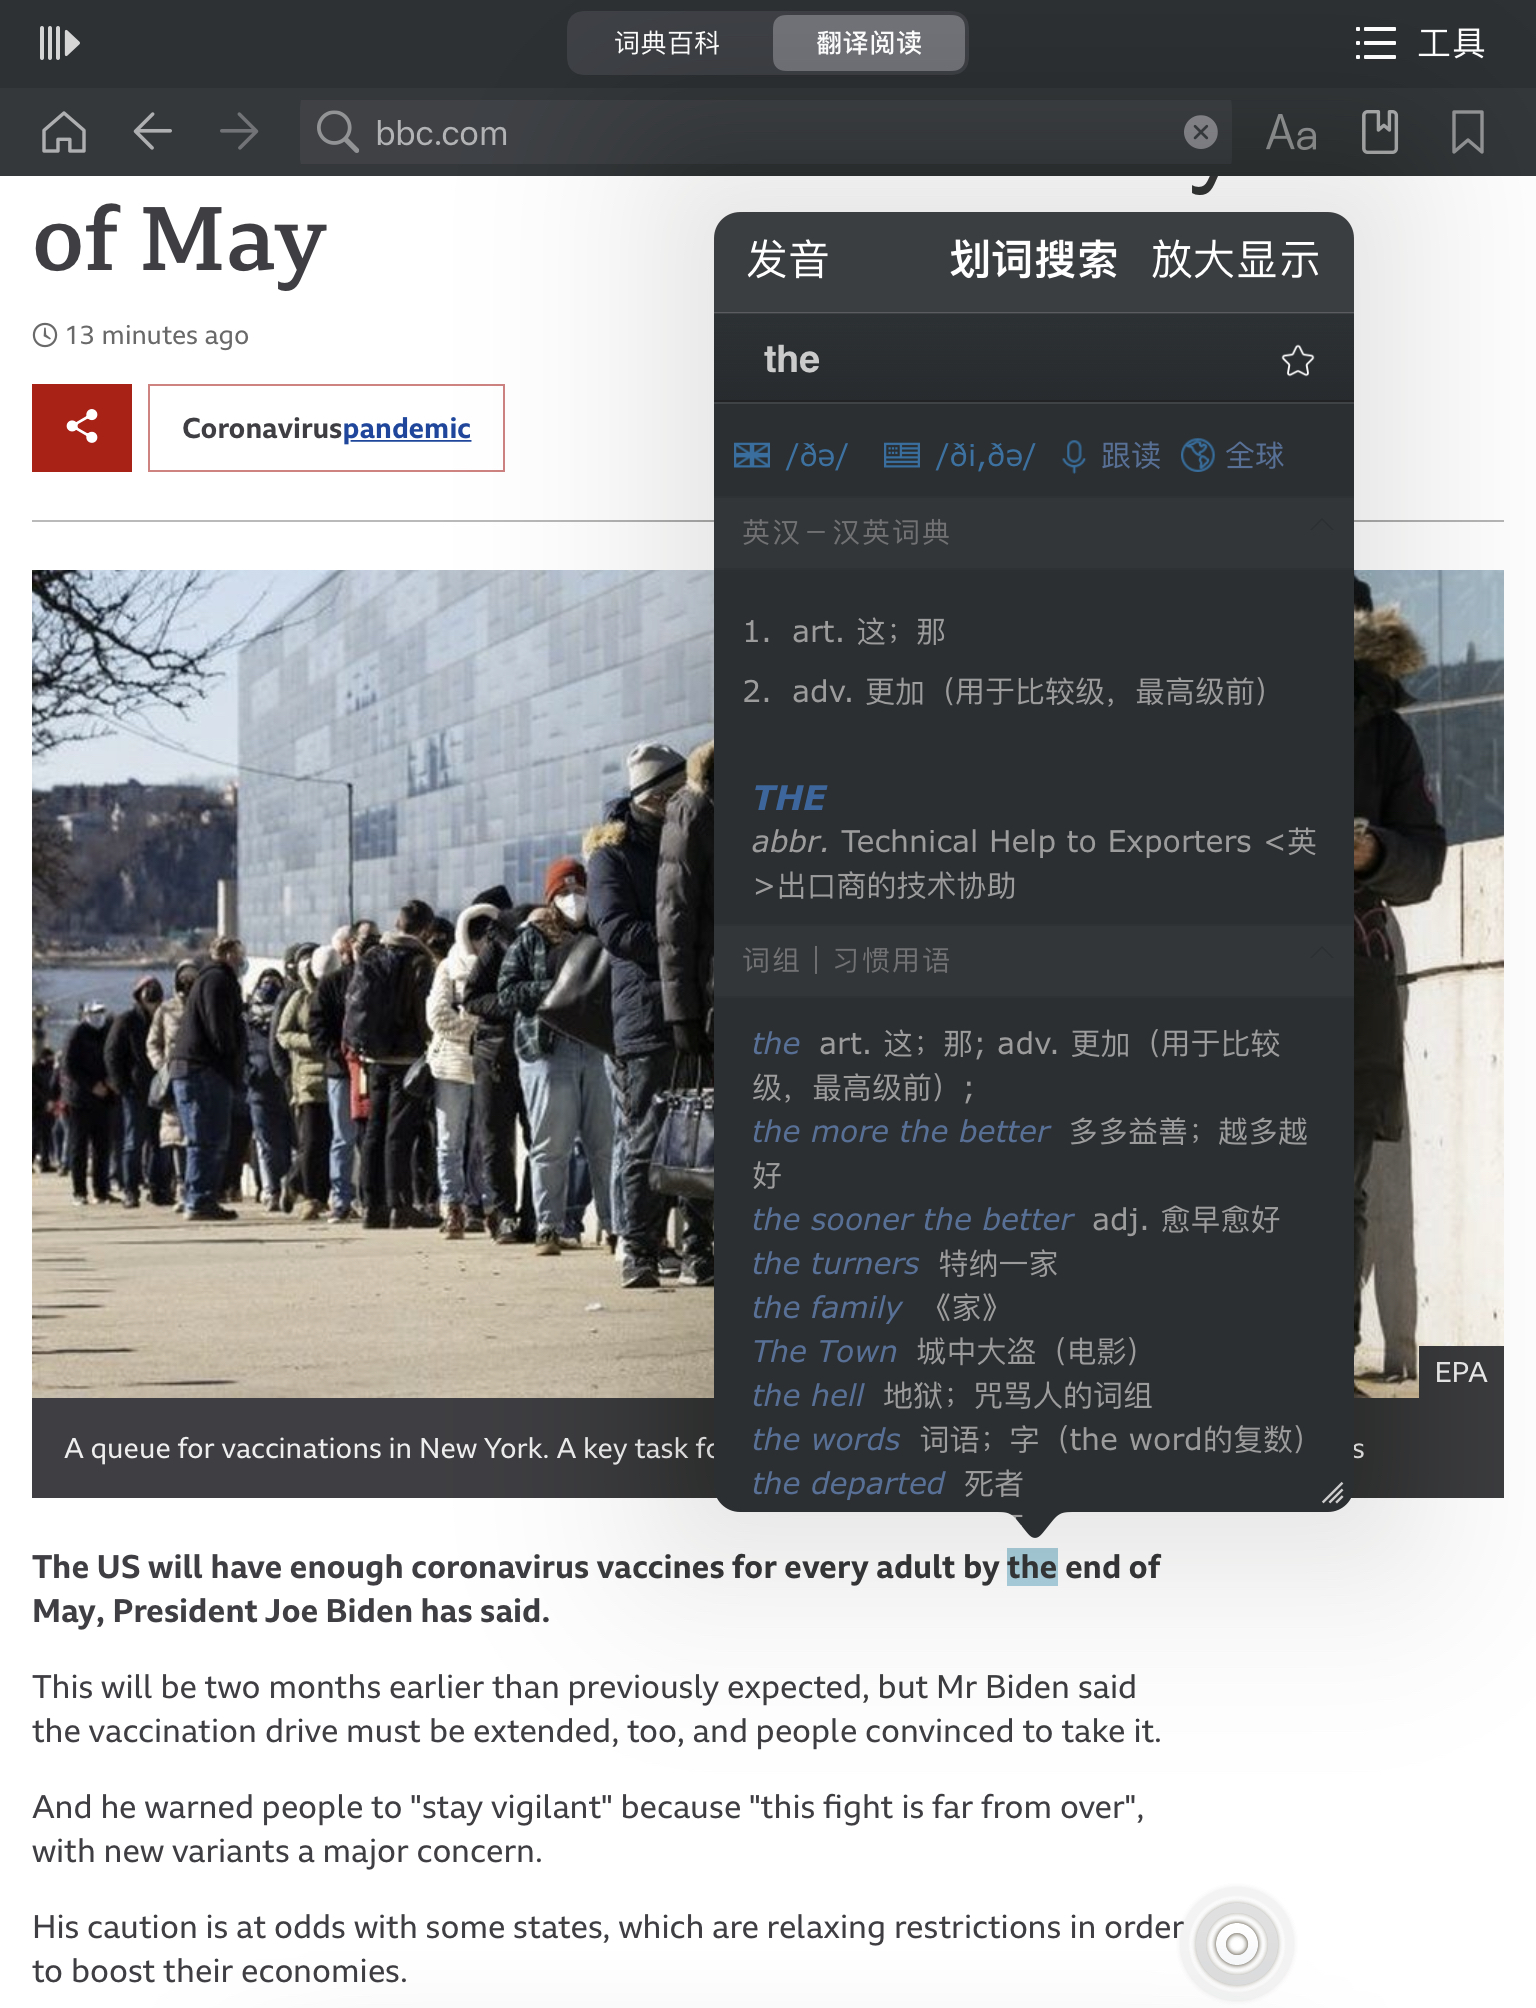 词典百科
翻译阅读
工具
bbc.com
Aa
of May
13 minutes ago
Coronaviruspandemic
发音 划词搜索 放大显示
the
/ðə/ /ði,ðə/ 跟读 全球
英汉－汉英词典
1. art. 这；那
2. adv. 更加（用于比较级，最高级前）
THE
abbr. Technical Help to Exporters <英
>出口商的技术协助
词组｜习惯用语
the art. 这；那; adv. 更加（用于比较
级，最高级前）;
the more the better 多多益善；越多越
好
the sooner the better adj. 愈早愈好
the turners 特纳一家
the family 《家》
The Town 城中大盗（电影）
the hell 地狱；咒骂人的词组
the words 词语；字（the word的复数）
the departed 死者
EPA
A queue for vaccinations in New York. A key task
The US will have enough coronavirus vaccines for every adult by the end of
May, President Joe Biden has said.
This will be two months earlier than previously expected, but Mr Biden said
the vaccination drive must be extended, too, and people convinced to take it.
And he warned people to "stay vigilant" because "this fight is far from over",
with new variants a major concern.
His caution is at odds with some states, which are relaxing restrictions in order
to boost their economies.